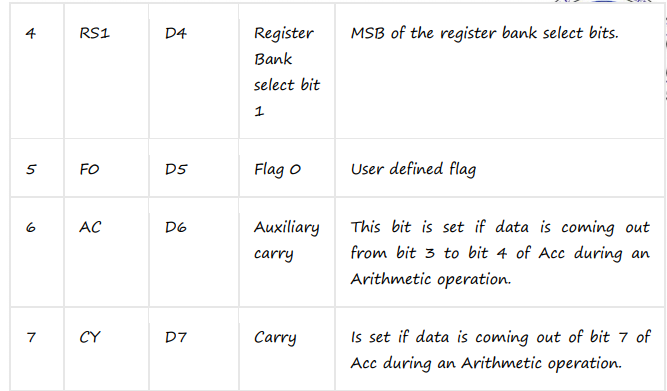 4 RS1 D4 Register MSB of the register bank select bits.
Bank
select bit
1
5 F0 D5 Flag 0 User defined flag
6 AC D6 Auxiliary This bit is set if data is coming out
carry from bit 3 to bit 4 of Acc during an
Arithmetic operation.
7 CY D7 Carry Is set if data is coming out of bit 7 of
Acc during an Arithmetic operation.